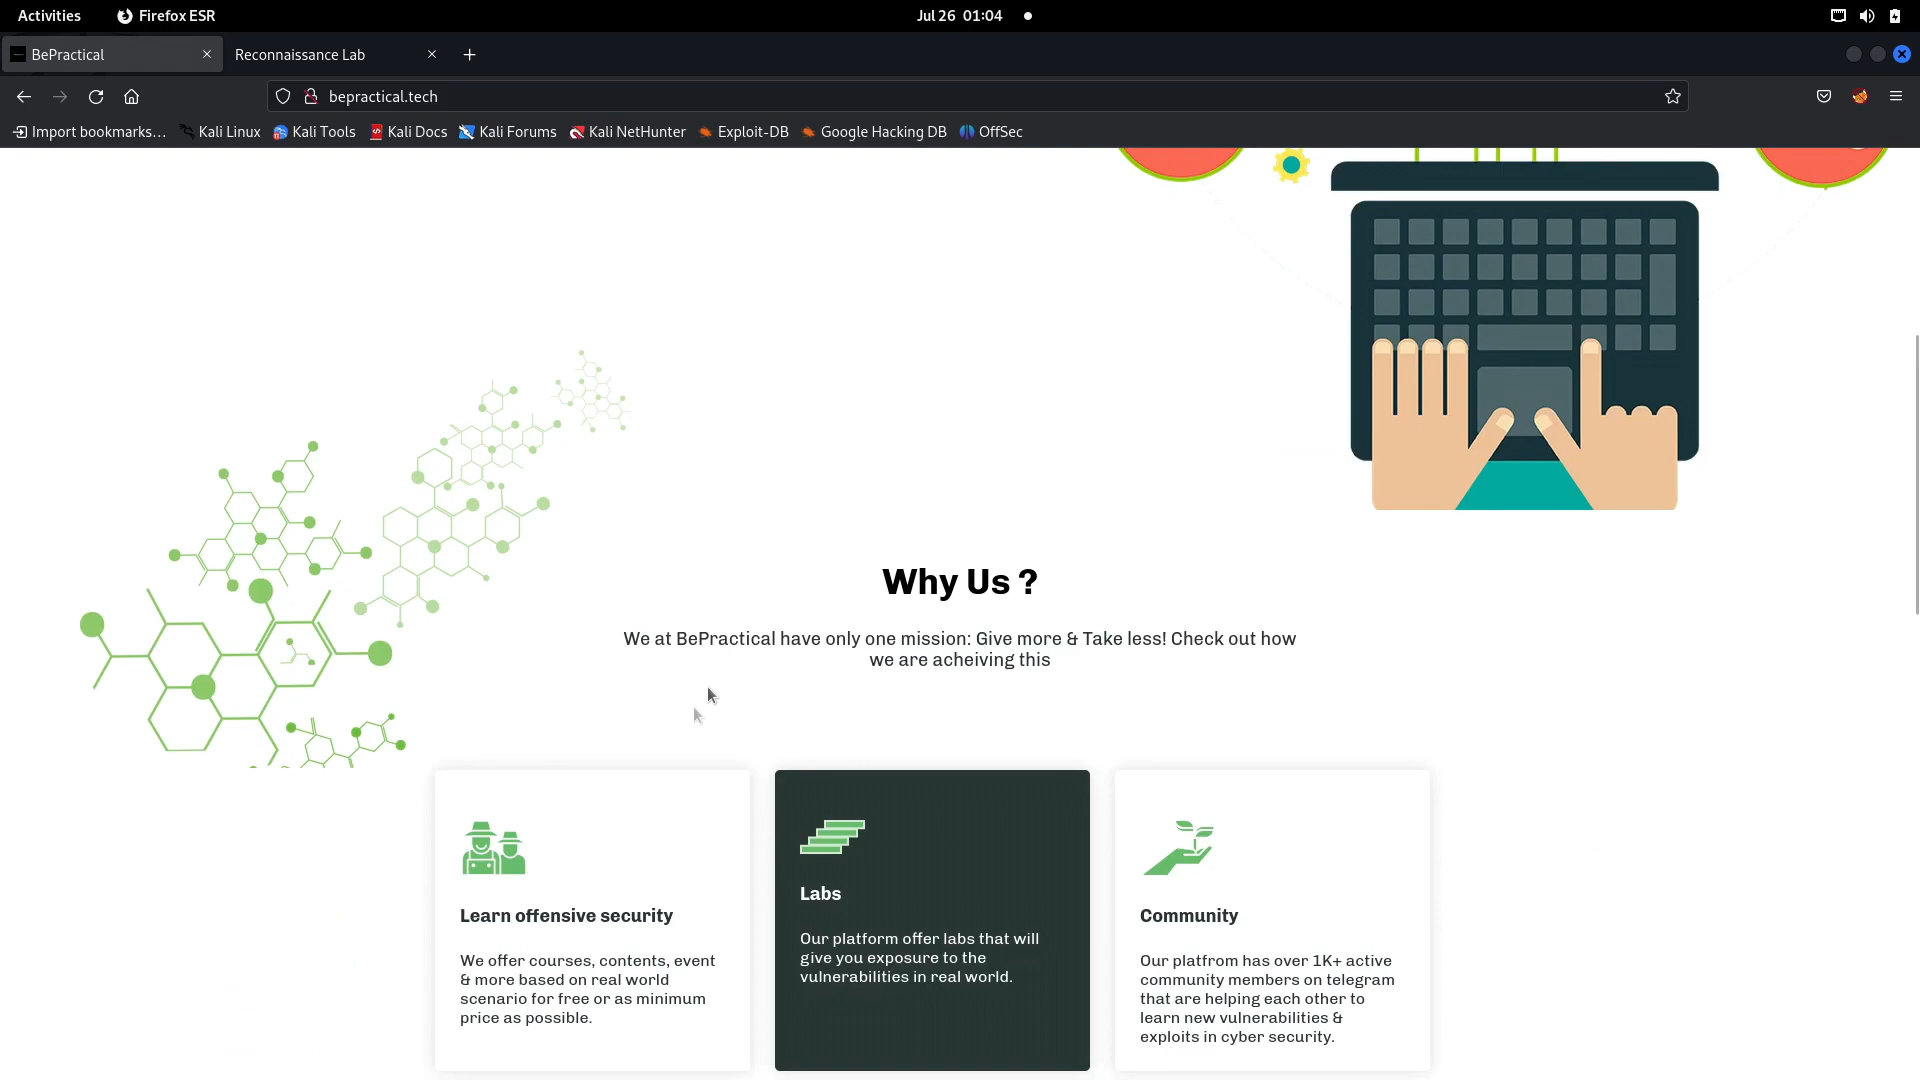 Activities
Firefox ESR
Jul 26 01:04
BePractical
Reconnaissance Lab
bepractical.tech
Import bookmarks...
Kali Linux
Kali Tools
Kali Docs
Kali Forums
Kali NetHunter
Exploit-DB
Google Hacking DB
OffSec
Why Us ?
We at BePractical have only one mission: Give more & Take less! Check out how
we are acheiving this
Learn offensive security
We offer courses, contents, event
& more based on real world
scenario for free or as minimum
price as possible.
Labs
Our platform offer labs that will
give you exposure to the
vulnerabilities in real world.
Community
Our platfrom has over 1K+ active
community members on telegram
that are helping each other to
learn new vulnerabilities &
exploits in cyber security.